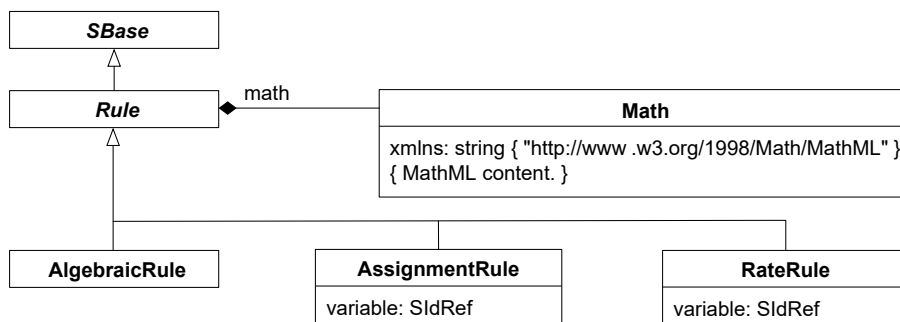 SBase
Rule
math
Math
xmlns: string { "http://www .w3.org/1998/Math/MathML" }
{ MathML content. }
AlgebraicRule
AssignmentRule
variable: SIdRef
RateRule
variable: SIdRef